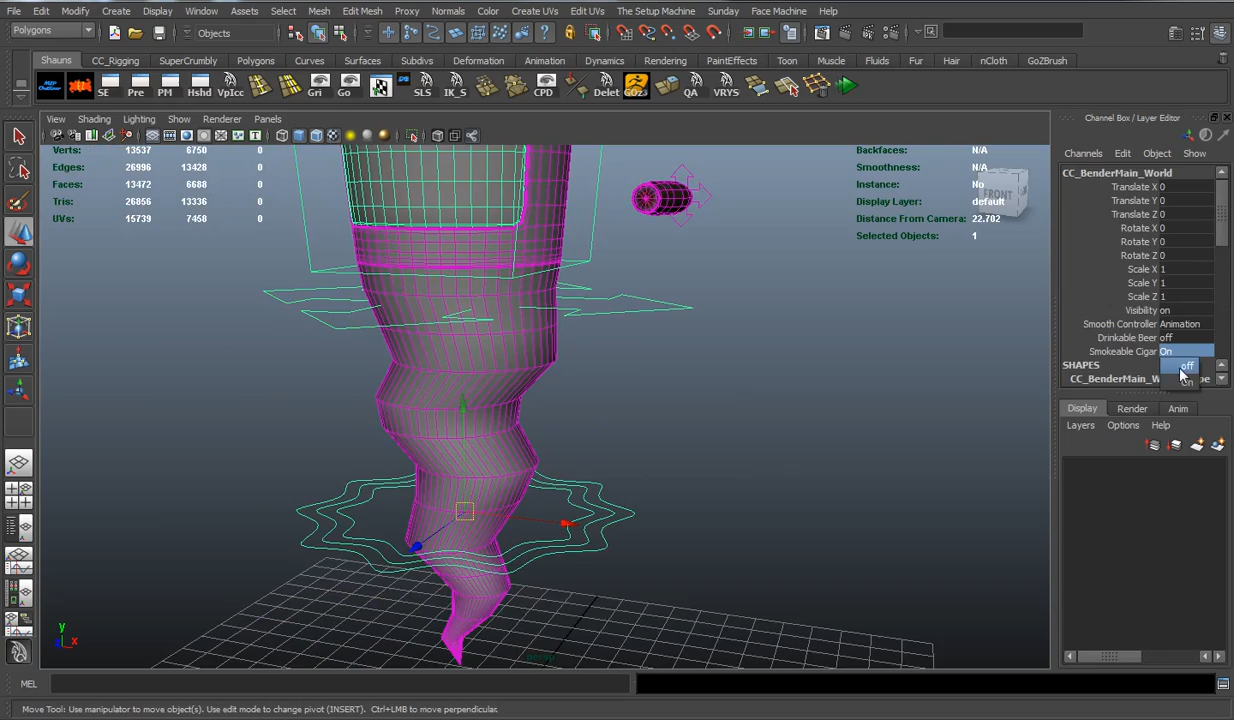 File Edit Modify Create Display Window Assets Select Mesh Edit Mesh Proxy Normals Color Create UVs Edit UVs The Setup Machine Sunday Face Machine Help
Polygons Objects
Shauns CC_Rigging SuperCrumbly Polygons Curves Surfaces Subdivs Deformation Animation Dynamics Rendering PaintEffects Toon Muscle Fluids Fur Hair nCloth GoZBrush
SE Pre PM Hshd VpIcc Gri Go SLS IK_S CPD Delet GOz3 QA VRYS
View Shading Lighting Show Renderer Panels
Verts: 13537 6750 0
Edges: 26996 13428 0
Faces: 13472 6688 0
Tris: 26856 13336 0
UVs: 15739 7458 0
Backfaces: N/A
Smoothness: N/A
Instance: No
Display Layer: default
Distance From Camera: 22.702
Selected Objects: 1
FRONT
persp
y
x
Channel Box / Layer Editor
Channels Edit Object Show
CC_BenderMain_World
Translate X 0
Translate Y 0
Translate Z 0
Rotate X 0
Rotate Y 0
Rotate Z 0
Scale X 1
Scale Y 1
Scale Z 1
Visibility on
Smooth Controller Animation
Drinkable Beer off
Smokeable Cigar On
off
On
SHAPES
Display Render Anim
Layers Options Help
MEL
Move Tool: Use manipulator to move object(s). Use edit mode to change pivot (INSERT). Ctrl+LMB to move perpendicular.